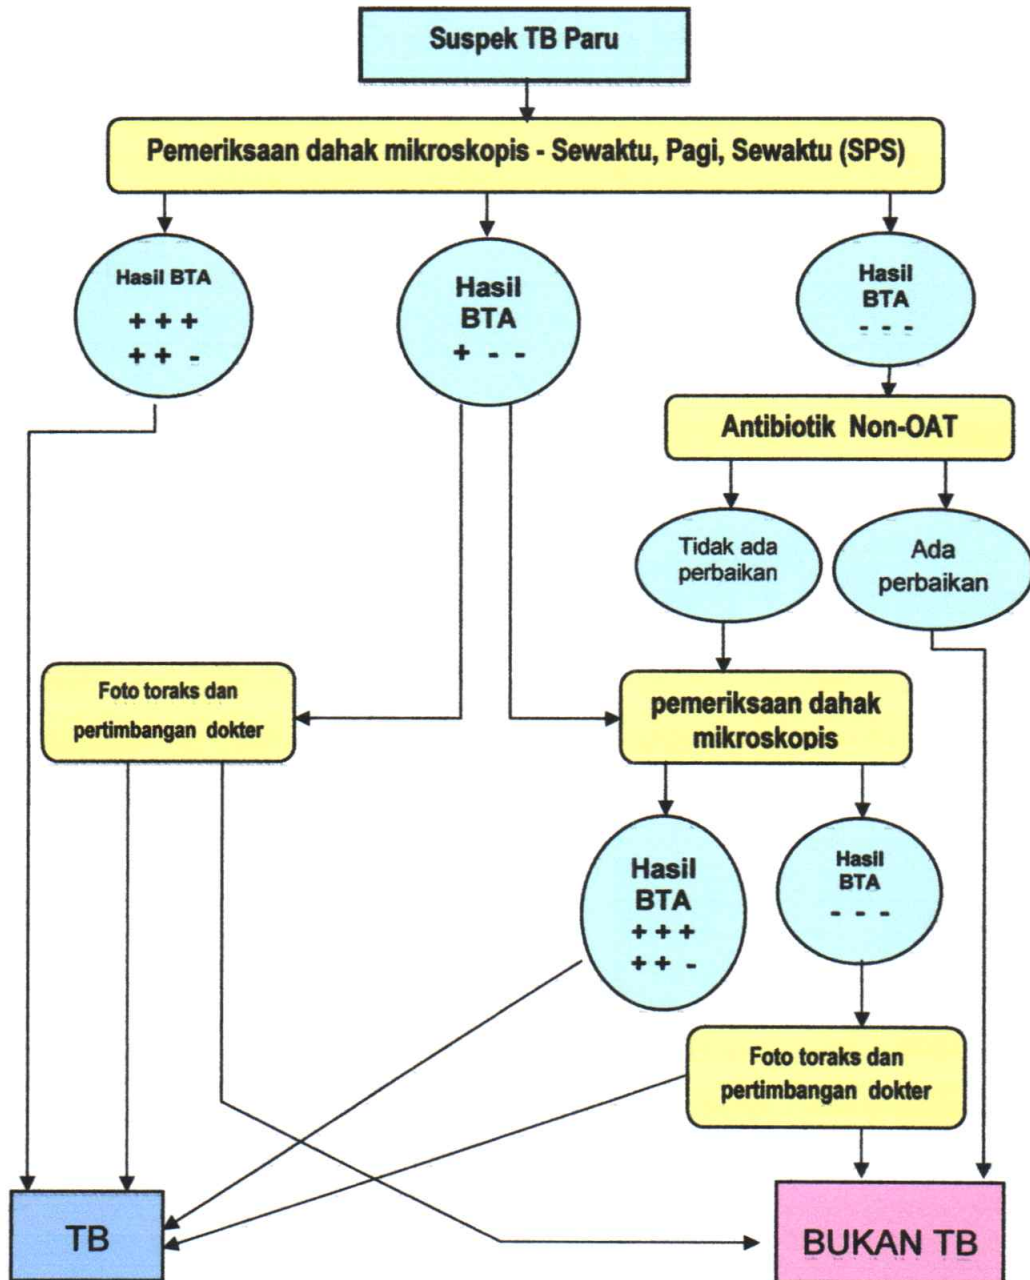 Suspek TB Paru
Pemeriksaan dahak mikroskopis - Sewaktu, Pagi, Sewaktu (SPS)
Hasil BTA
+ + +
+ + -
Hasil
BTA
+ - -
Hasil
BTA
- - -
Antibiotik Non-OAT
Tidak ada
perbaikan
Ada
perbaikan
Foto toraks dan
pertimbangan dokter
pemeriksaan dahak
mikroskopis
Hasil
BTA
+ + +
+ + -
Hasil
BTA
- - -
Foto toraks dan
pertimbangan dokter
TB
BUKAN TB